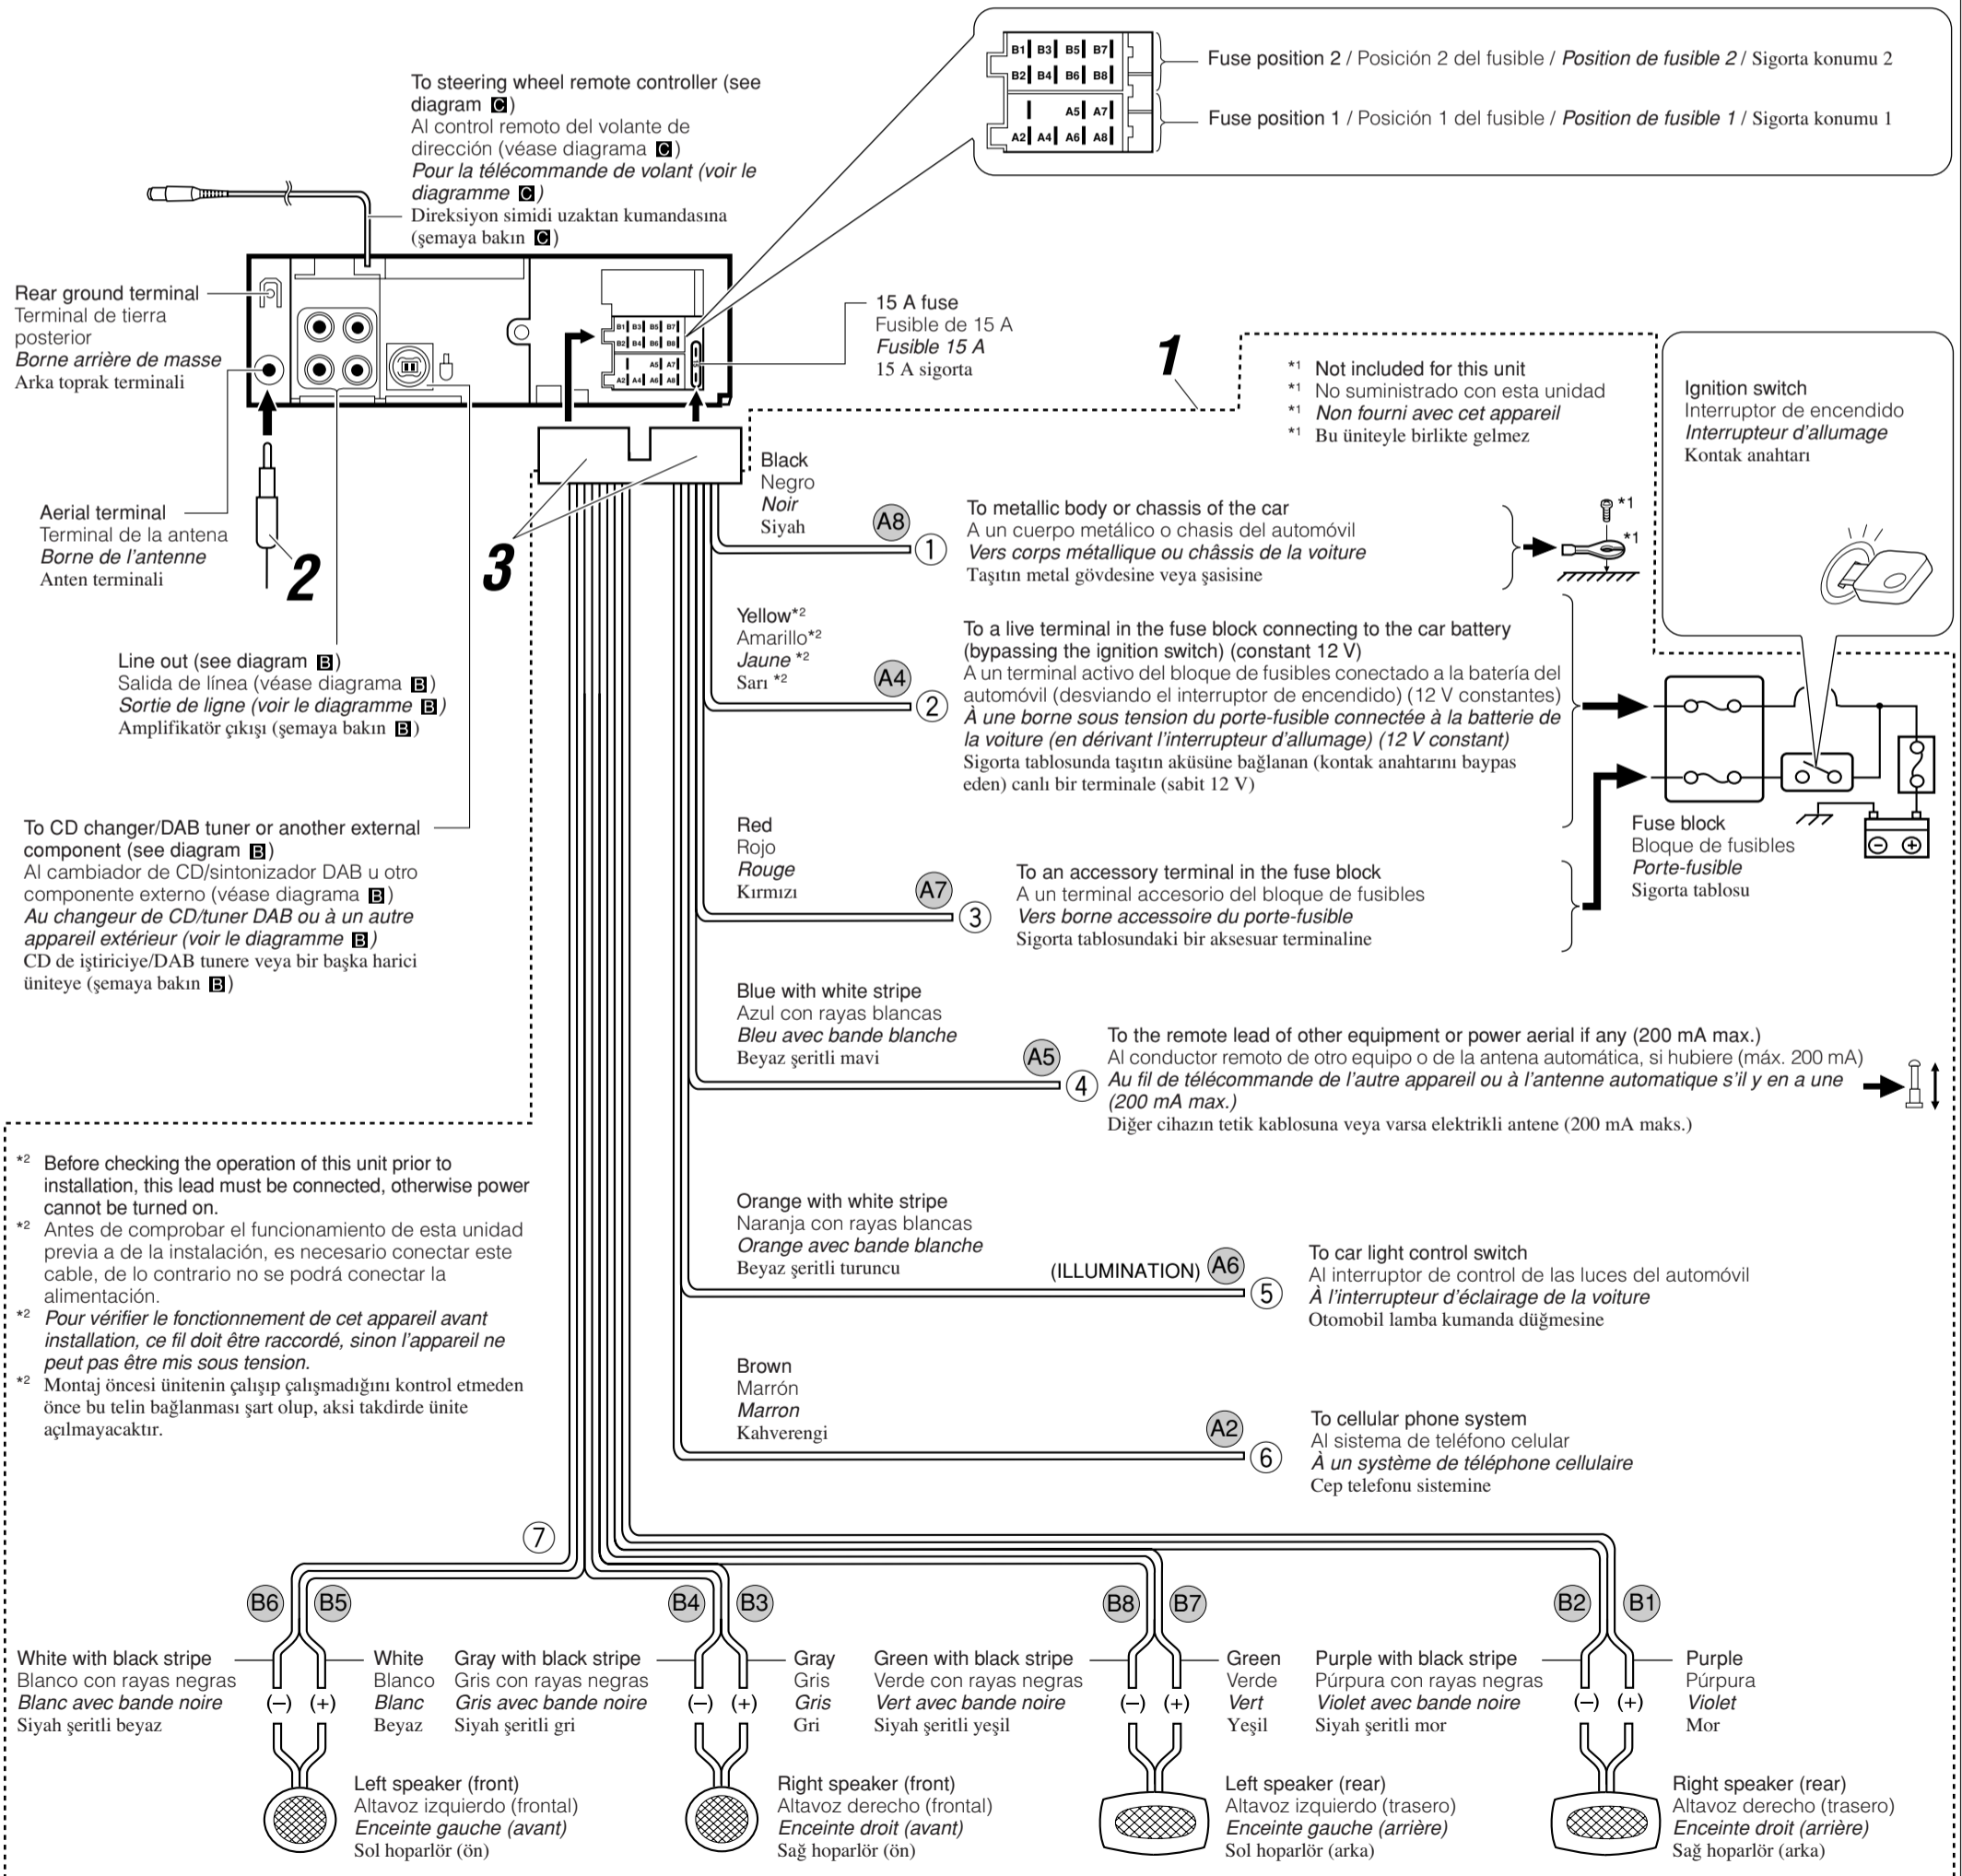 B1 B3 B5 B7
B2 B4 B6 B8
A5 A7
A2 A4 A6 A8
Fuse position 2 / Posición 2 del fusible / Position de fusible 2 / Sigorta konumu 2
Fuse position 1 / Posición 1 del fusible / Position de fusible 1 / Sigorta konumu 1
To steering wheel remote controller (see
diagram C)
Al control remoto del volante de
dirección (véase diagrama C)
Pour la télécommande de volant (voir le
diagramme C)
Direksiyon simidi uzaktan kumandasına
(şemaya bakın C)
Rear ground terminal
Terminal de tierra
posterior
Borne arrière de masse
Arka toprak terminali
B1 B3 B5 B7
B2 B4 B6 B8
A5 A7
A2 A4 A6 A8
15 A fuse
Fusible de 15 A
Fusible 15 A
15 A sigorta
1
*1 Not included for this unit
*1 No suministrado con esta unidad
*1 Non fourni avec cet appareil
*1 Bu üniteyle birlikte gelmez
Ignition switch
Interruptor de encendido
Interrupteur d'allumage
Kontak anahtarı
Aerial terminal
Terminal de la antena
Borne de l'antenne
Anten terminali
2
3
Black
Negro
Noir
Siyah
A8
1
To metallic body or chassis of the car
A un cuerpo metálico o chasis del automóvil
Vers corps métallique ou châssis de la voiture
Taşıtın metal gövdesine veya şasisine
*1
*1
Line out (see diagram B)
Salida de línea (véase diagrama B)
Sortie de ligne (voir le diagramme B)
Amplifikatör çıkışı (şemaya bakın B)
Yellow*2
Amarillo*2
Jaune *2
Sarı *2
A4
2
To a live terminal in the fuse block connecting to the car battery
(bypassing the ignition switch) (constant 12 V)
A un terminal activo del bloque de fusibles conectado a la batería del
automóvil (desviando el interruptor de encendido) (12 V constantes)
À une borne sous tension du porte-fusible connectée à la batterie de
la voiture (en dérivant l'interrupteur d'allumage) (12 V constant)
Sigorta tablosunda taşıtın aküsüne bağlanan (kontak anahtarını baypas
eden) canlı bir terminale (sabit 12 V)
Fuse block
Bloque de fusibles
Porte-fusible
Sigorta tablosu
To CD changer/DAB tuner or another external
component (see diagram B)
Al cambiador de CD/sintonizador DAB u otro
componente externo (véase diagrama B)
Au changeur de CD/tuner DAB ou à un autre
appareil extérieur (voir le diagramme B)
CD de iştiriciye/DAB tunere veya bir başka harici
üniteye (şemaya bakın B)
Red
Rojo
Rouge
Kırmızı
A7
3
To an accessory terminal in the fuse block
A un terminal accesorio del bloque de fusibles
Vers borne accessoire du porte-fusible
Sigorta tablosundaki bir aksesuar terminaline
Blue with white stripe
Azul con rayas blancas
Bleu avec bande blanche
Beyaz şeritli mavi
A5
4
To the remote lead of other equipment or power aerial if any (200 mA max.)
Al conductor remoto de otro equipo o de la antena automática, si hubiere (máx. 200 mA)
Au fil de télécommande de l'autre appareil ou à l'antenne automatique s'il y en a une
(200 mA max.)
Diğer cihazın tetik kablosuna veya varsa elektrikli antene (200 mA maks.)
*2 Before checking the operation of this unit prior to
installation, this lead must be connected, otherwise power
cannot be turned on.
*2 Antes de comprobar el funcionamiento de esta unidad
previa a de la instalación, es necesario conectar este
cable, de lo contrario no se podrá conectar la
alimentación.
*2 Pour vérifier le fonctionnement de cet appareil avant
installation, ce fil doit être raccordé, sinon l'appareil ne
peut pas être mis sous tension.
*2 Montaj öncesi ünitenin çalışıp çalışmadığını kontrol etmeden
önce bu telin bağlanması şart olup, aksi takdirde ünite
açılmayacaktır.
Orange with white stripe
Naranja con rayas blancas
Orange avec bande blanche
Beyaz şeritli turuncu
(ILLUMINATION) A6
5
To car light control switch
Al interruptor de control de las luces del automóvil
À l'interrupteur d'éclairage de la voiture
Otomobil lamba kumanda düğmesine
Brown
Marrón
Marron
Kahverengi
A2
6
To cellular phone system
Al sistema de teléfono celular
À un système de téléphone cellulaire
Cep telefonu sistemine
7
B6 B5
White with black stripe
Blanco con rayas negras
Blanc avec bande noire
Siyah şeritli beyaz
(−) (+)
White
Blanco
Blanc
Beyaz
Left speaker (front)
Altavoz izquierdo (frontal)
Enceinte gauche (avant)
Sol hoparlör (ön)
B4 B3
Gray with black stripe
Gris con rayas negras
Gris avec bande noire
Siyah şeritli gri
(−) (+)
Gray
Gris
Gris
Gri
Right speaker (front)
Altavoz derecho (frontal)
Enceinte droit (avant)
Sağ hoparlör (ön)
B8 B7
Green with black stripe
Verde con rayas negras
Vert avec bande noire
Siyah şeritli yeşil
(−) (+)
Green
Verde
Vert
Yeşil
Left speaker (rear)
Altavoz izquierdo (trasero)
Enceinte gauche (arrière)
Sol hoparlör (arka)
B2 B1
Purple with black stripe
Púrpura con rayas negras
Violet avec bande noire
Siyah şeritli mor
(−) (+)
Purple
Púrpura
Violet
Mor
Right speaker (rear)
Altavoz derecho (trasero)
Enceinte droit (arrière)
Sağ hoparlör (arka)